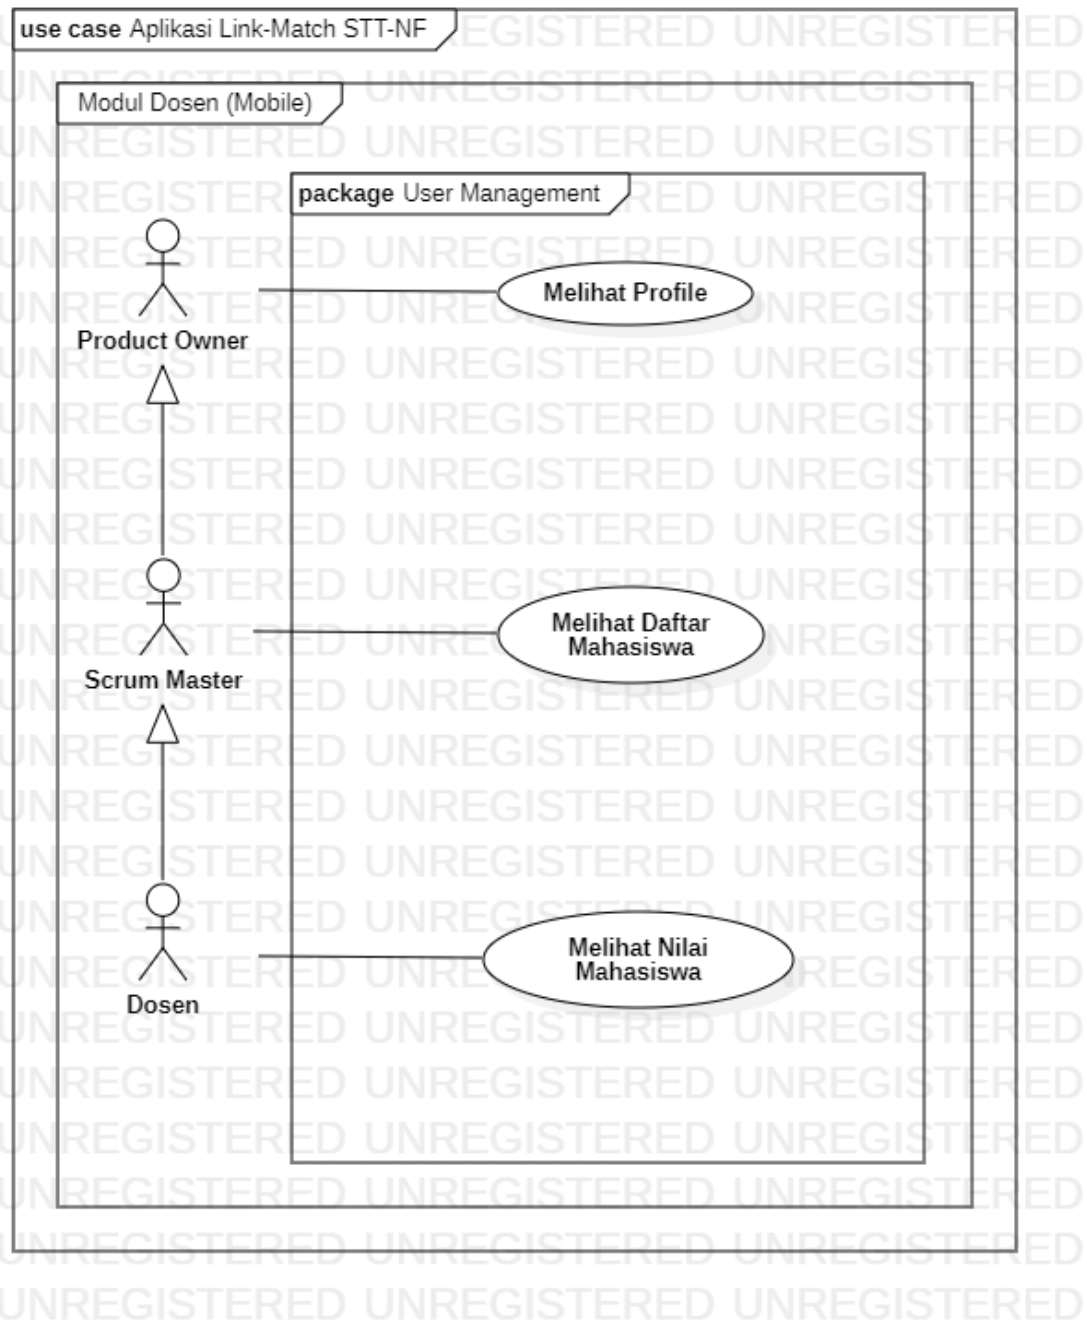 use case Aplikasi Link-Match STT-NF
Modul Dosen (Mobile)
package User Management
Melihat Profile
Product Owner
Melihat Daftar
Mahasiswa
Scrum Master
Melihat Nilai
Mahasiswa
Dosen
UNREGISTERED UNREGISTERED UNREGISTERED